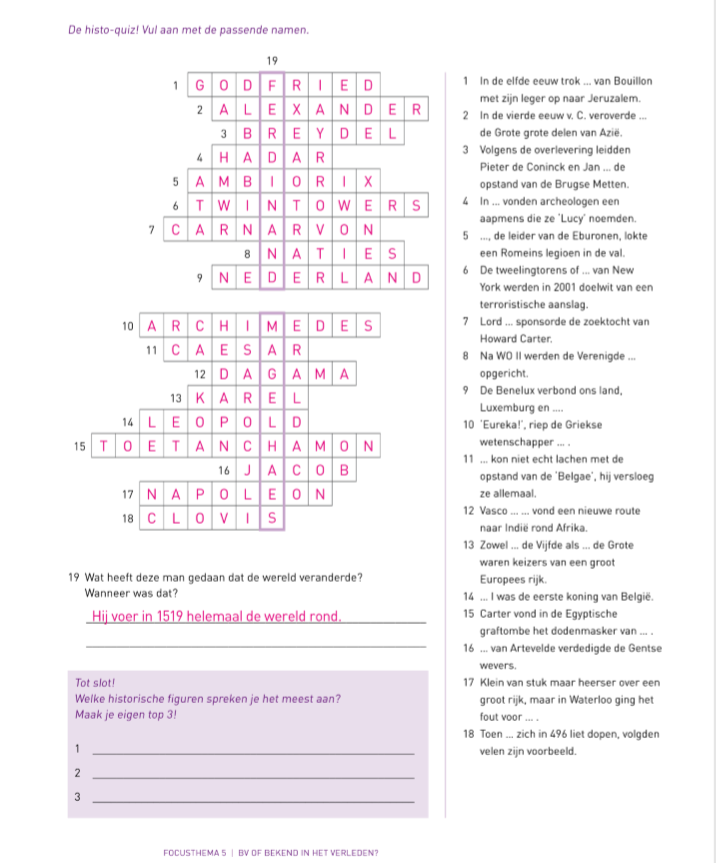 De histo-quiz! Vul aan met de passende namen.
19
1 G O D F R I E D
2 A L E X A N D E R
3 B R E Y D E L
4 H A D A R
5 A M B I O R I X
6 T W I N T O W E R S
7 C A R N A R V O N
8 N A T I E S
9 N E D E R L A N D
10 A R C H I M E D E S
11 C A E S A R
12 D A G A M A
13 K A R E L
14 L E O P O L D
15 T O E T A N C H A M O N
16 J A C O B
17 N A P O L E O N
18 C L O V I S
19 Wat heeft deze man gedaan dat de wereld veranderde?
Wanneer was dat?
Hij voer in 1519 helemaal de wereld rond.
Tot slot!
Welke historische figuren spreken je het meest aan?
Maak je eigen top 3!
1
2
3
1 In de elfde eeuw trok ... van Bouillon
met zijn leger op naar Jeruzalem.
2 In de vierde eeuw v. C. veroverde ...
de Grote grote delen van Azië.
3 Volgens de overlevering leidden
Pieter de Coninck en Jan ... de
opstand van de Brugse Metten.
4 In ... vonden archeologen een
aapmens die ze 'Lucy' noemden.
5 ..., de leider van de Eburonen, lokte
een Romeins legioen in de val.
6 De tweelingtorens of ... van New
York werden in 2001 doelwit van een
terroristische aanslag.
7 Lord ... sponsorde de zoektocht van
Howard Carter.
8 Na WO II werden de Verenigde ...
opgericht.
9 De Benelux verbond ons land,
Luxemburg en ....
10 'Eureka!', riep de Griekse
wetenschapper ... .
11 ... kon niet echt lachen met de
opstand van de 'Belgae', hij versloeg
ze allemaal.
12 Vasco ... ... vond een nieuwe route
naar Indië rond Afrika.
13 Zowel ... de Vijfde als ... de Grote
waren keizers van een groot
Europees rijk.
14 ... I was de eerste koning van België.
15 Carter vond in de Egyptische
graftombe het dodenmasker van ... .
16 ... van Artevelde verdedigde de Gentse
wevers.
17 Klein van stuk maar heerser over een
groot rijk, maar in Waterloo ging het
fout voor ... .
18 Toen ... zich in 496 liet dopen, volgden
velen zijn voorbeeld.
FOCUSTHEMA 5 | BV OF BEKEND IN HET VERLEDEN?